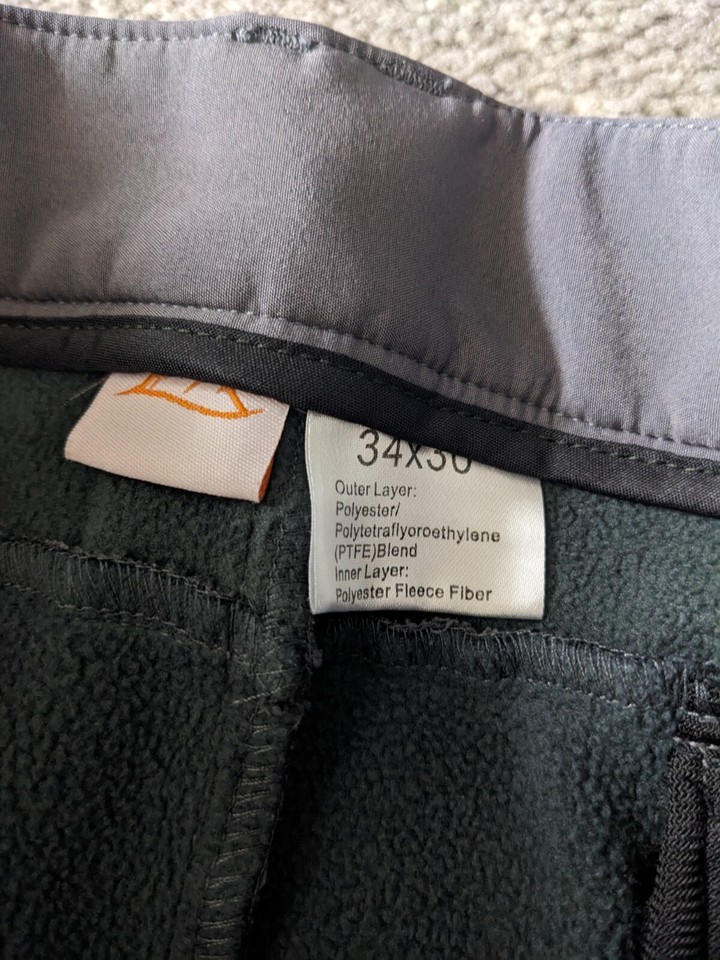 34x30
Outer Layer:
Polyester/
Polytetraflyoroethylene
(PTFE)Blend
Inner Layer:
Polyester Fleece Fiber